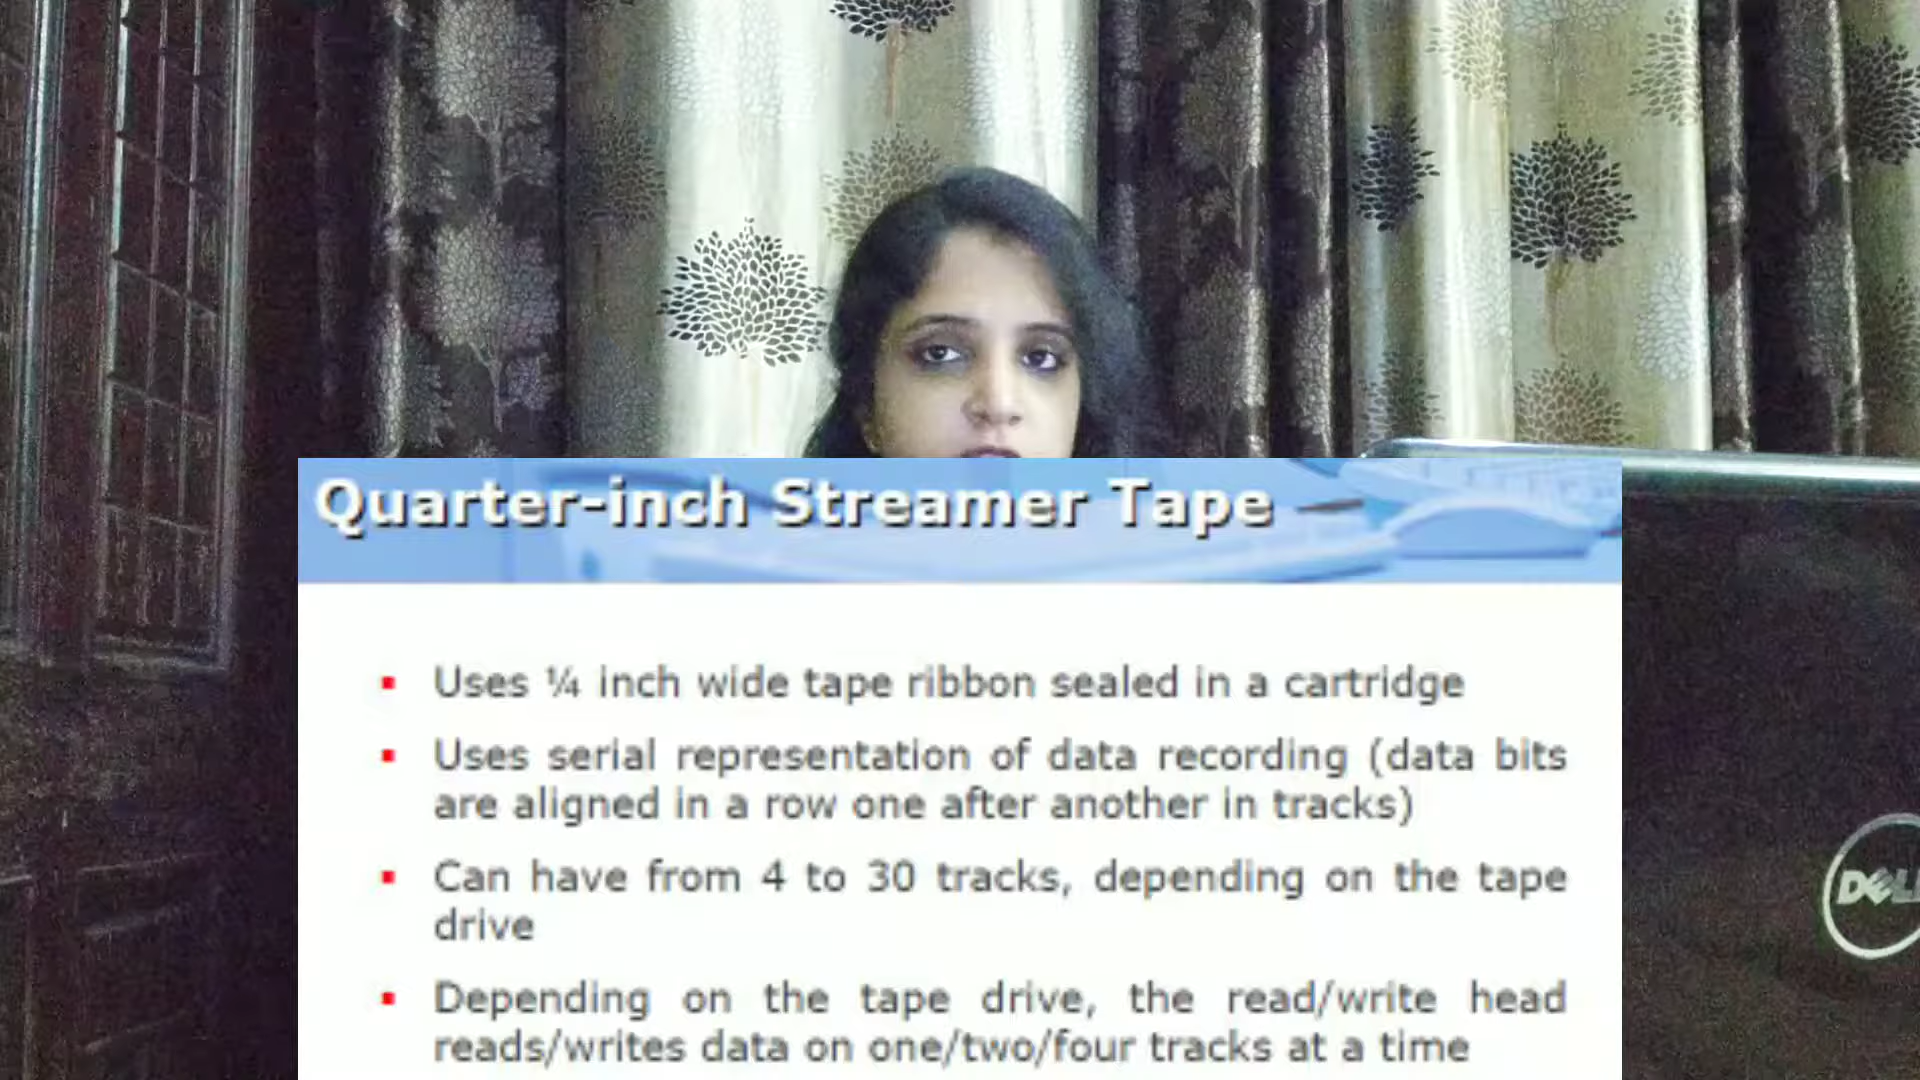 Quarter-inch Streamer Tape
▪ Uses ¼ inch wide tape ribbon sealed in a cartridge
▪ Uses serial representation of data recording (data bits
are aligned in a row one after another in tracks)
▪ Can have from 4 to 30 tracks, depending on the tape
drive
▪ Depending on the tape drive, the read/write head
reads/writes data on one/two/four tracks at a time
DELL